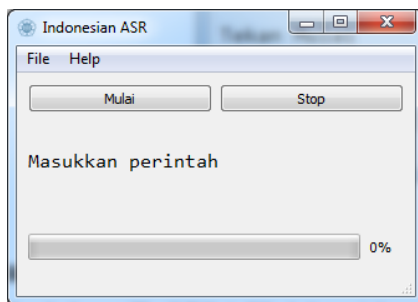 Indonesian ASR
File Help
Mulai Stop
Masukkan perintah
0%